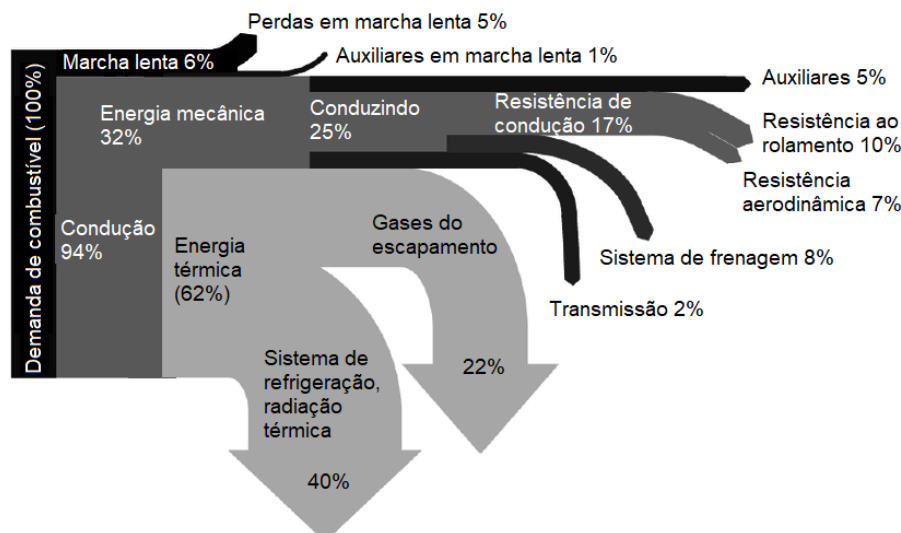 Perdas em marcha lenta 5%
Marcha lenta 6%
Auxiliares em marcha lenta 1%
Auxiliares 5%
Demanda de combustível (100%)
Energia mecânica
32%
Conduzindo
25%
Resistência de
condução 17%
Resistência ao
rolamento 10%
Resistência
aerodinâmica 7%
Condução
94%
Energia
térmica
(62%)
Gases do
escapamento
Sistema de frenagem 8%
Transmissão 2%
Sistema de
refrigeração,
radiação
térmica
22%
40%